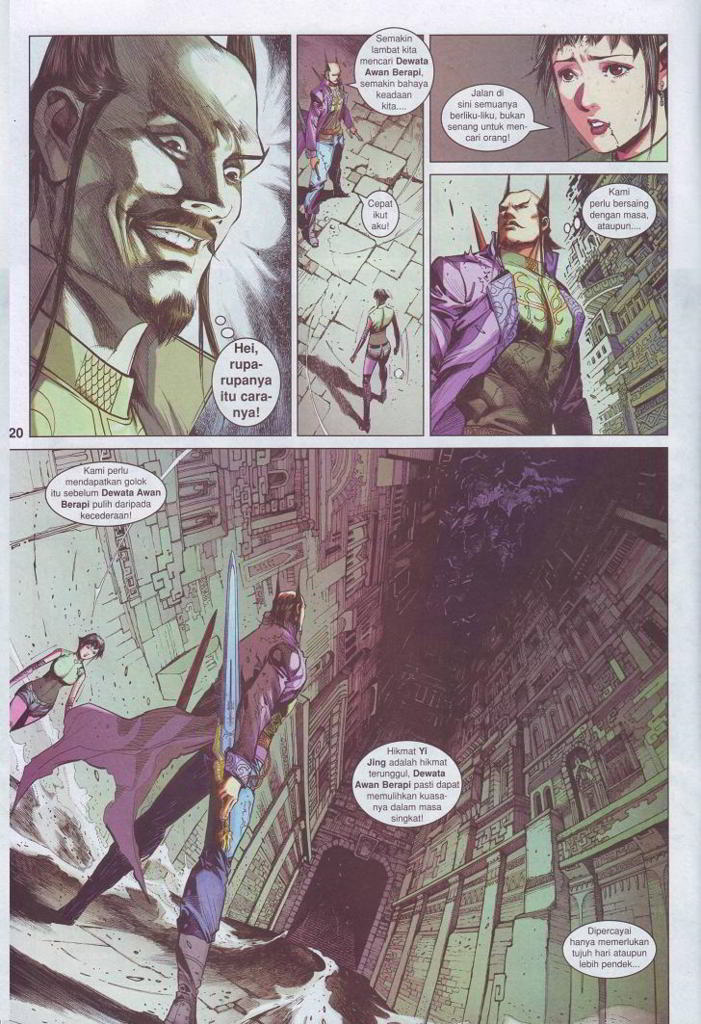 Hei,
rupa-
rupanya
itu cara-
nya!
Semakin
lambat kita
mencari Dewata
Awan Berapi,
semakin bahaya
keadaan
kita....
Cepat
ikut
aku!
Jalan di
sini semuanya
berliku-liku, bukan
senang untuk men-
cari orang!
Kami
perlu bersaing
dengan masa,
ataupun....
20
Kami perlu
mendapatkan golok
itu sebelum Dewata Awan
Berapi pulih daripada
kecederaan!
Hikmat Yi
Jing adalah hikmat
terunggul, Dewata
Awan Berapi pasti dapat
memulihkan kuasa-
nya dalam masa
singkat!
Dipercayai
hanya memerlukan
tujuh hari ataupun
lebih pendek...